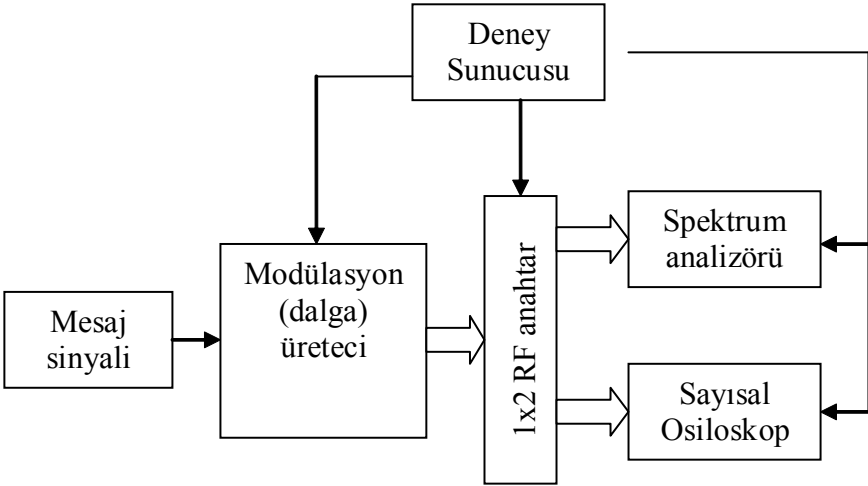 Deney
Sunucusu
Mesaj
sinyali
Modülasyon
(dalga)
üreteci
1x2 RF anahtar
Spektrum
analizörü
Sayısal
Osiloskop